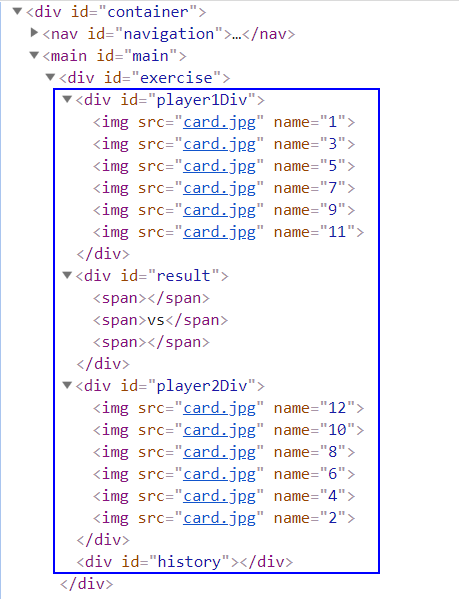 ▼<div id="container">
▶<nav id="navigation">…</nav>
▼<main id="main">
▼<div id="exercise">
▼<div id="player1Div">
<img src="card.jpg" name="1">
<img src="card.jpg" name="3">
<img src="card.jpg" name="5">
<img src="card.jpg" name="7">
<img src="card.jpg" name="9">
<img src="card.jpg" name="11">
</div>
▼<div id="result">
<span></span>
<span>vs</span>
<span></span>
</div>
▼<div id="player2Div">
<img src="card.jpg" name="12">
<img src="card.jpg" name="10">
<img src="card.jpg" name="8">
<img src="card.jpg" name="6">
<img src="card.jpg" name="4">
<img src="card.jpg" name="2">
</div>
<div id="history"></div>
</div>